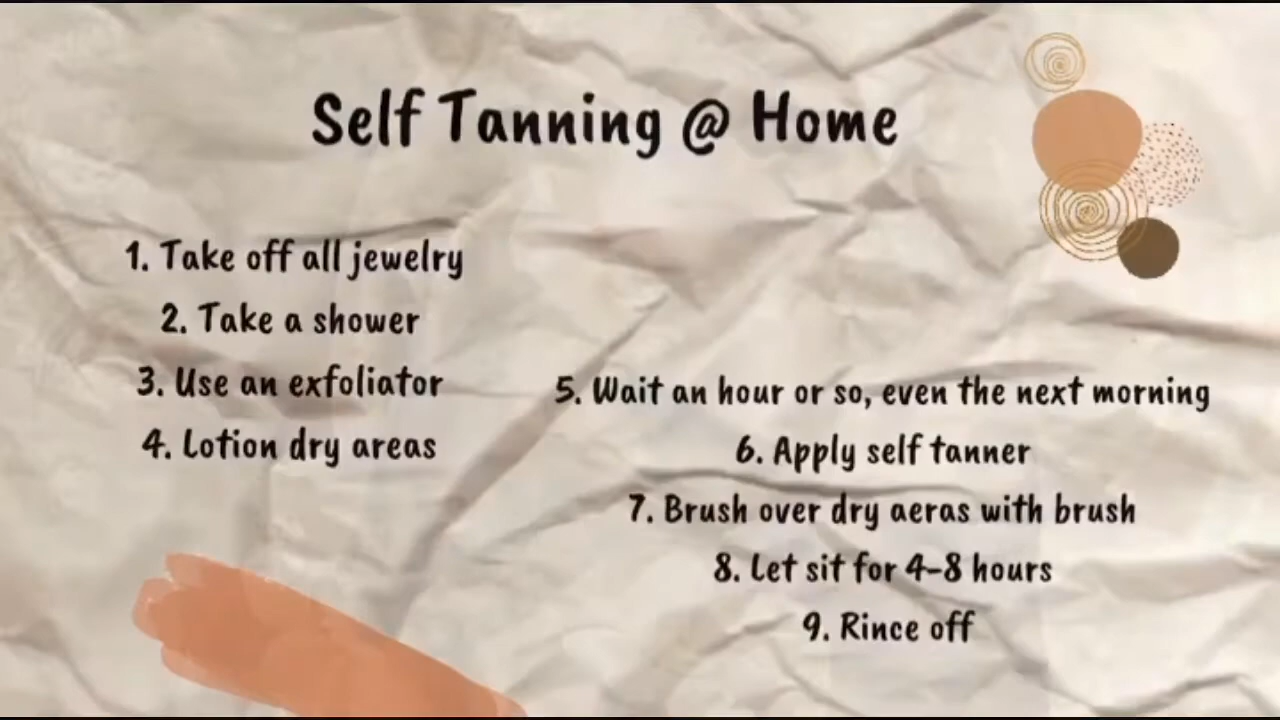 Self Tanning @ Home
1. Take off all jewelry
2. Take a shower
3. Use an exfoliator
4. Lotion dry areas
5. Wait an hour or so, even the next morning
6. Apply self tanner
7. Brush over dry aeras with brush
8. Let sit for 4-8 hours
9. Rince off